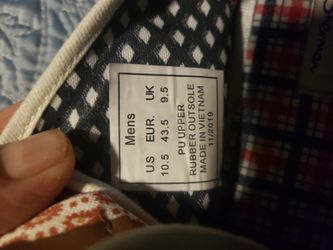 Mens
US EUR. UK
10.5 43.5 9.5
PU UPPER
RUBBER OUTSOLE
MADE IN VIETNAM
11/2019